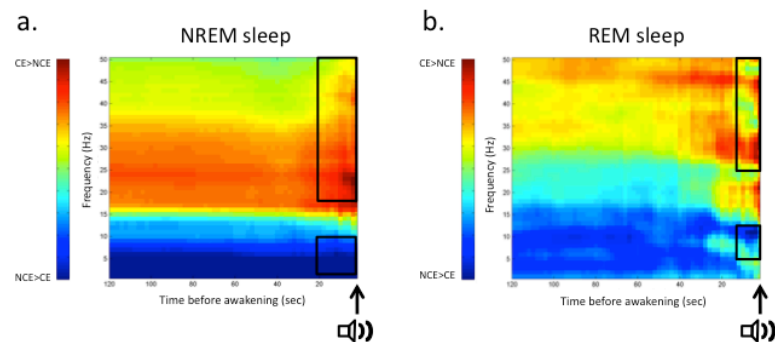 a.
NREM sleep
CE>NCE
NCE>CE
Frequency (Hz)
50
45
40
35
30
25
20
15
10
5
120 100 80 60 40 20
Time before awakening (sec)
b.
REM sleep
CE>NCE
NCE>CE
Frequency (Hz)
50
45
40
35
30
25
20
15
10
5
120 100 80 60 40 20
Time before awakening (sec)